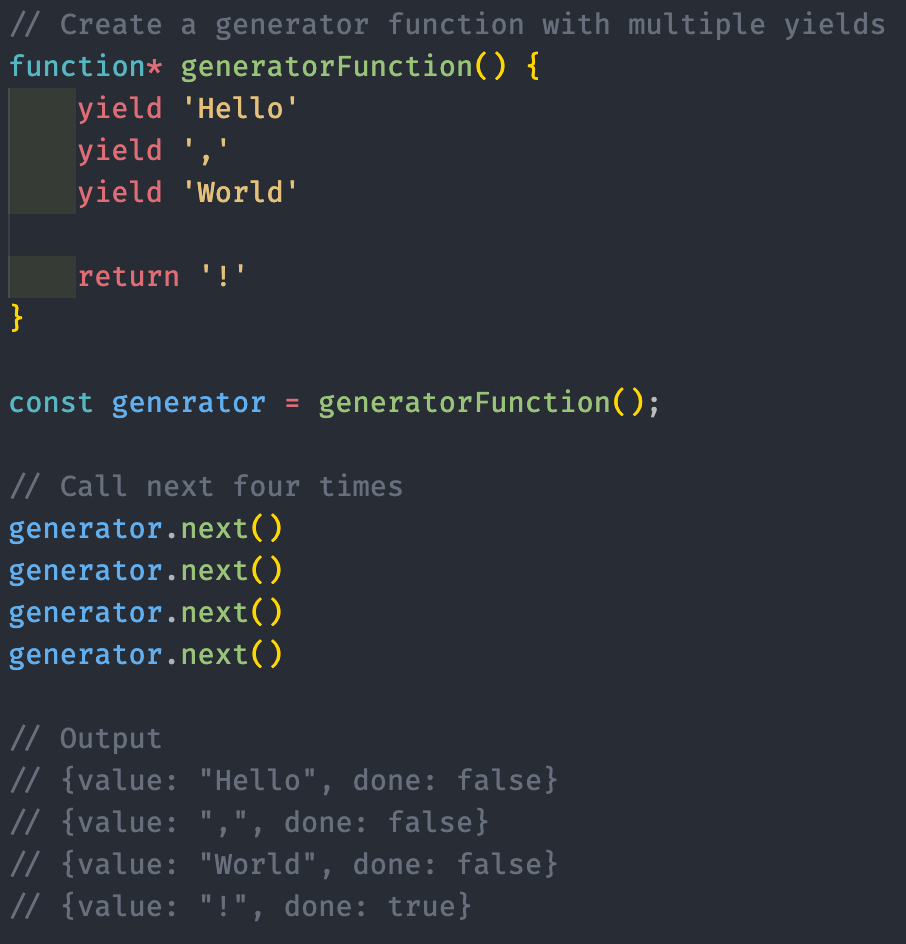 // Create a generator function with multiple yields
function* generatorFunction() {
    yield 'Hello'
    yield ','
    yield 'World'

    return '!'
}

const generator = generatorFunction();

// Call next four times
generator.next()
generator.next()
generator.next()
generator.next()

// Output
// {value: "Hello", done: false}
// {value: ",", done: false}
// {value: "World", done: false}
// {value: "!", done: true}